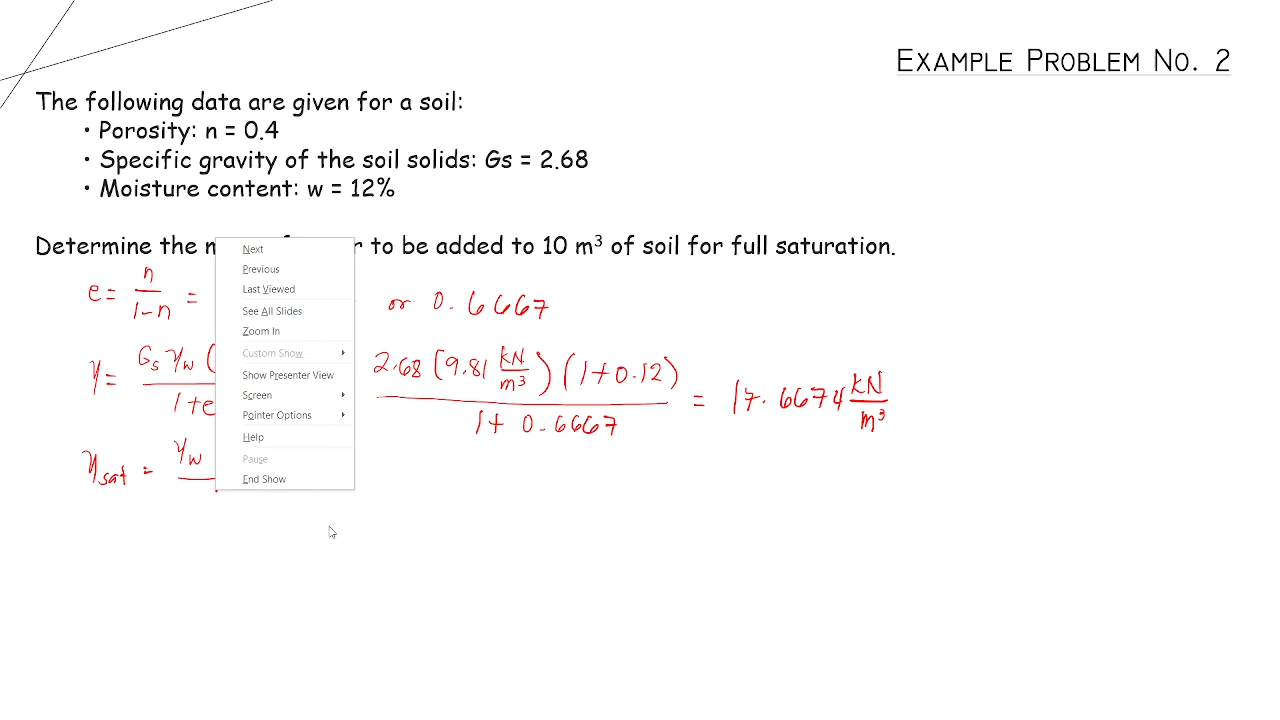 EXAMPLE PROBLEM NO. 2
The following data are given for a soil:
• Porosity: n = 0.4
• Specific gravity of the soil solids: Gs = 2.68
• Moisture content: w = 12%
Determine the to be added to 10 m³ of soil for full saturation.
e = n / 1-n = or 0.6667
γ = Gs γw ( / 1+e 2.68 (9.81 kN/m³) (1+0.12) / 1+ 0.6667 = 17.6674 kN/m³
γsat = γw
Next
Previous
Last Viewed
See All Slides
Zoom In
Custom Show
Show Presenter View
Screen
Pointer Options
Help
Pause
End Show